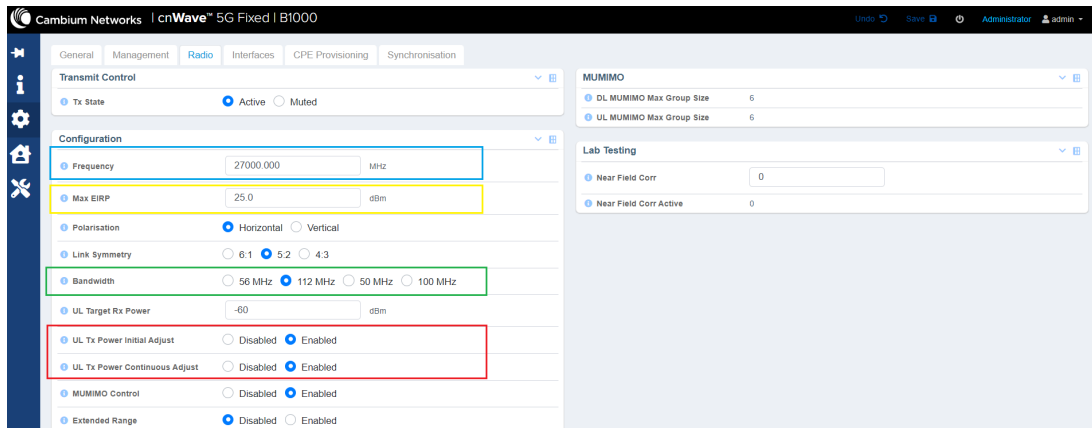 Cambium Networks | cnWave™ 5G Fixed | B1000
Undo Save Administrator admin
General Management Radio Interfaces CPE Provisioning Synchronisation
Transmit Control
Tx State Active Muted
Configuration
Frequency 27000.000 MHz
Max EIRP 25.0 dBm
Polarisation Horizontal Vertical
Link Symmetry 6:1 5:2 4:3
Bandwidth 56 MHz 112 MHz 50 MHz 100 MHz
UL Target Rx Power -60 dBm
UL Tx Power Initial Adjust Disabled Enabled
UL Tx Power Continuous Adjust Disabled Enabled
MUMIMO Control Disabled Enabled
Extended Range Disabled Enabled
MUMIMO
DL MUMIMO Max Group Size 6
UL MUMIMO Max Group Size 6
Lab Testing
Near Field Corr 0
Near Field Corr Active 0